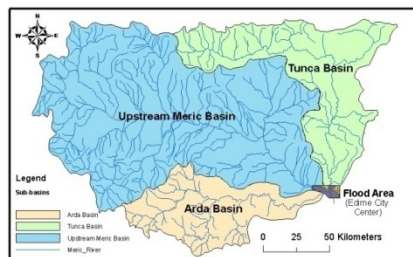 N
W E
S
Tunca Basin
Upstream Meric Basin
Flood Area
(Edirne City
Center)
Arda Basin
Legend
Sub-basins
Arda Basin
Tunca Basin
Upstream Meric Basin
Meric_River
0 25 50 Kilometers